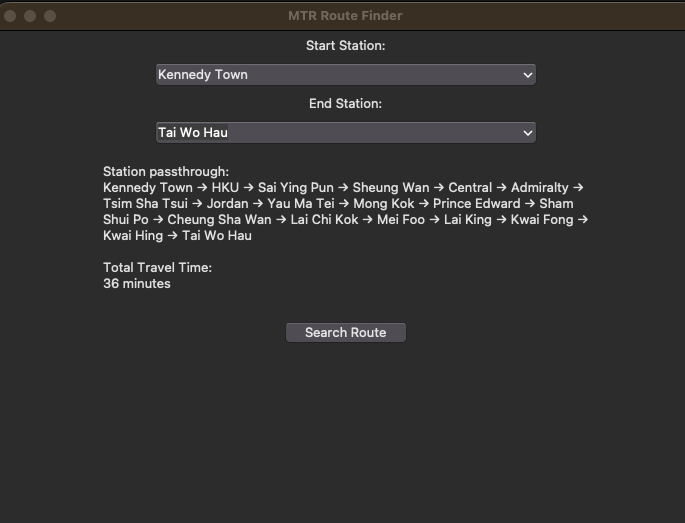 MTR Route Finder
Start Station:
Kennedy Town
End Station:
Tai Wo Hau
Station passthrough:
Kennedy Town → HKU → Sai Ying Pun → Sheung Wan → Central → Admiralty →
Tsim Sha Tsui → Jordan → Yau Ma Tei → Mong Kok → Prince Edward → Sham
Shui Po → Cheung Sha Wan → Lai Chi Kok → Mei Foo → Lai King → Kwai Fong →
Kwai Hing → Tai Wo Hau
Total Travel Time:
36 minutes
Search Route